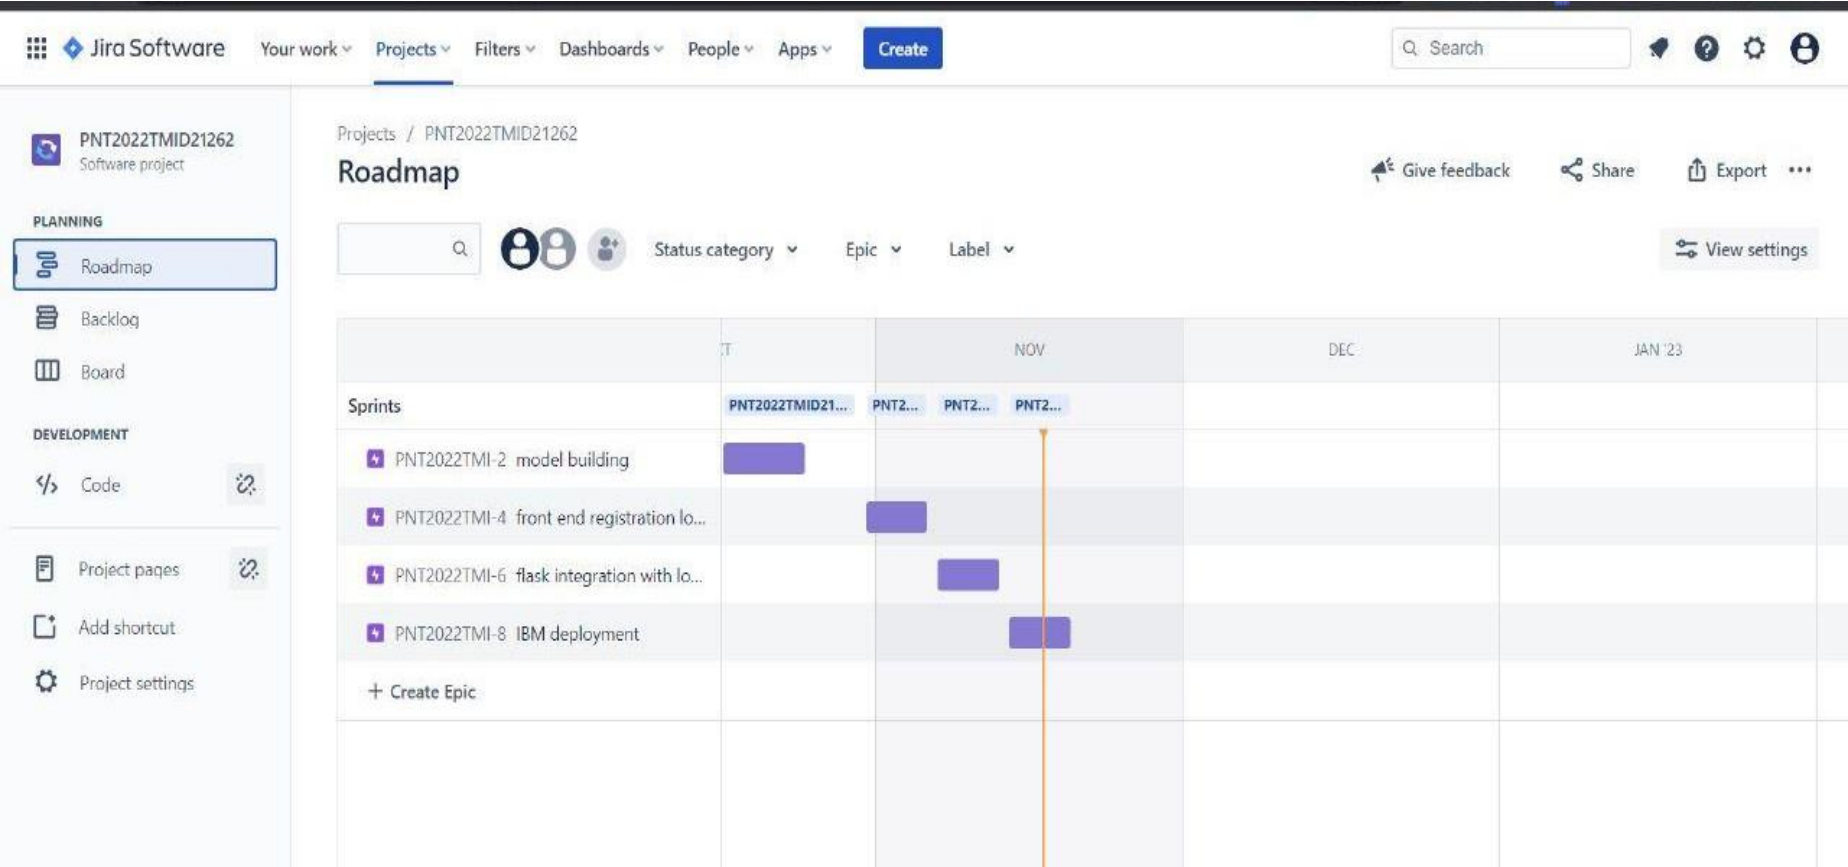 Jira Software Your work Projects Filters Dashboards People Apps Create Search
PNT2022TMID21262
Software project
PLANNING
Roadmap
Backlog
Board
DEVELOPMENT
Code
Project pages
Add shortcut
Project settings
Projects / PNT2022TMID21262
Roadmap
Give feedback Share Export
Status category Epic Label View settings
NOV DEC JAN '23
Sprints PNT2022TMID21... PNT2... PNT2... PNT2...
PNT2022TMI-2 model building
PNT2022TMI-4 front end registration lo...
PNT2022TMI-6 flask integration with lo...
PNT2022TMI-8 IBM deployment
+ Create Epic